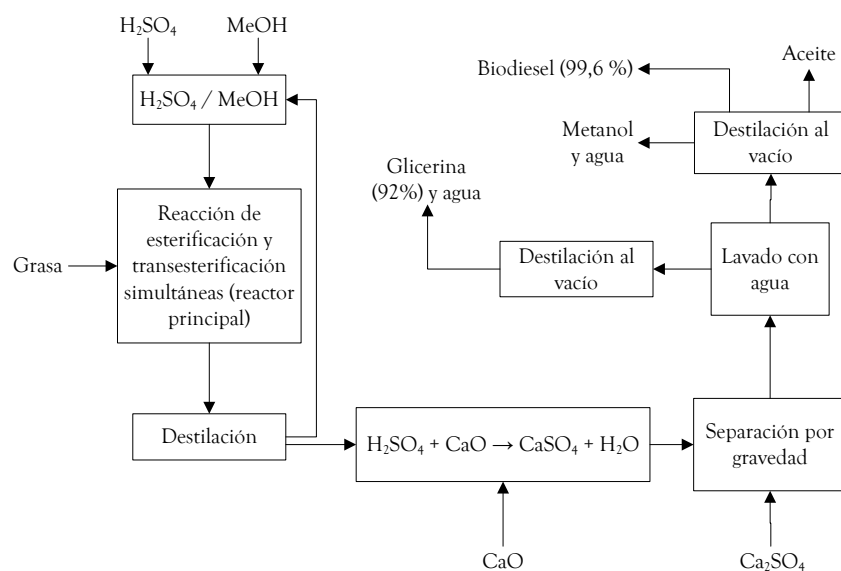 H₂SO₄
MeOH
H₂SO₄ / MeOH
Grasa
Reacción de
esterificación y
transesterificación
simultáneas (reactor
principal)
Destilación
H₂SO₄ + CaO → CaSO₄ + H₂O
CaO
Separación por
gravedad
Ca₂SO₄
Lavado con
agua
Destilación al
vacío
Glicerina
(92%) y agua
Destilación al
vacío
Metanol
y agua
Biodiesel (99,6 %)
Aceite